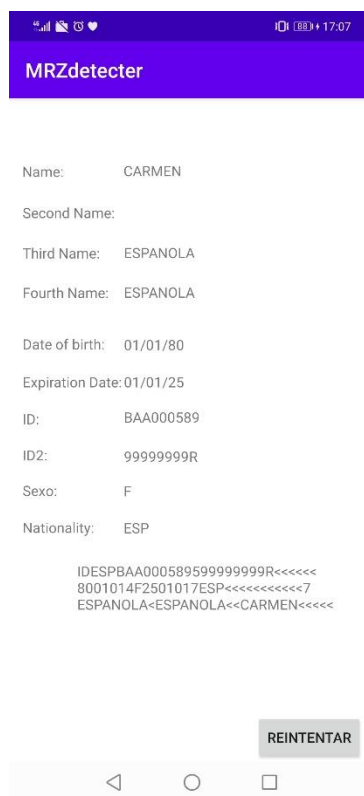 88 17:07
MRZdetecter
Name: CARMEN
Second Name:
Third Name: ESPANOLA
Fourth Name: ESPANOLA
Date of birth: 01/01/80
Expiration Date: 01/01/25
ID: BAA000589
ID2: 99999999R
Sexo: F
Nationality: ESP
IDESPBAA000589599999999R<<<<<<
8001014F2501017ESP<<<<<<<<<<<7
ESPANOLA<ESPANOLA<<CARMEN<<<<<
REINTENTAR